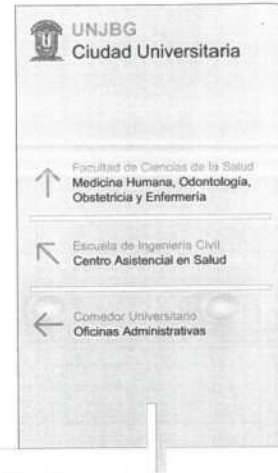 UNJBG
Ciudad Universitaria
Facultad de Ciencias de la Salud
Medicina Humana, Odontología,
Obstetricia y Enfermería
Escuela de Ingeniería Civil
Centro Asistencial en Salud
Comedor Universitario
Oficinas Administrativas